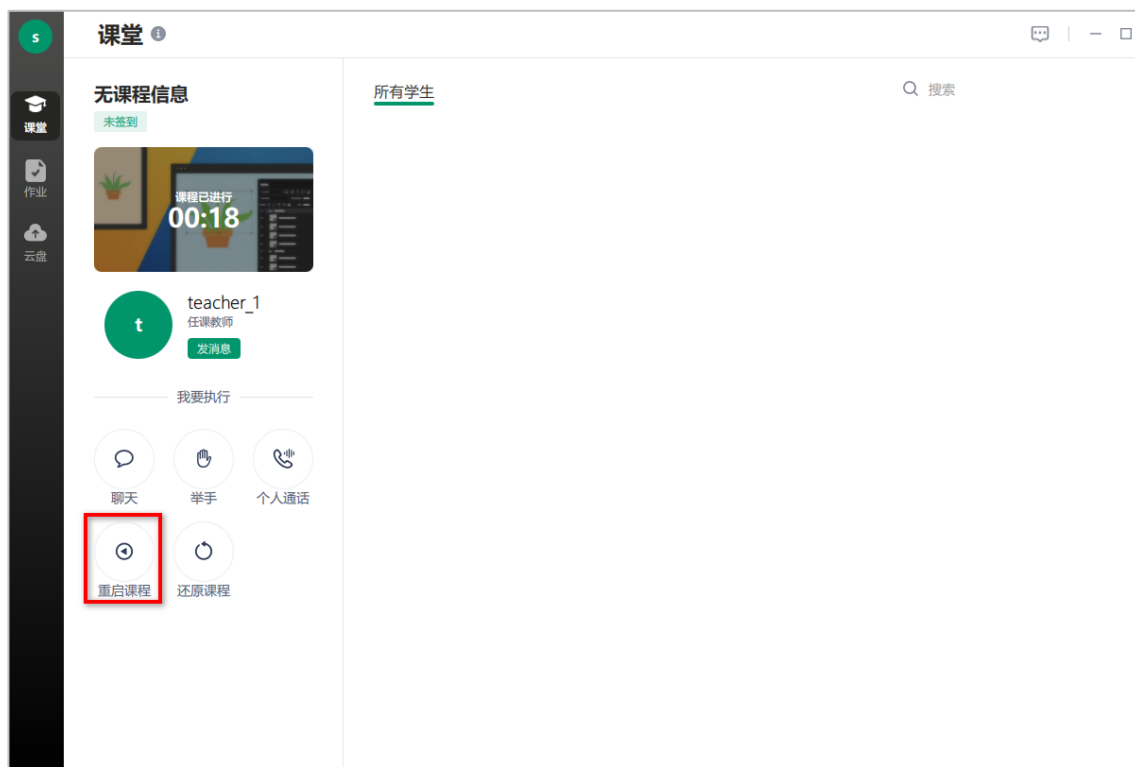 s
课堂
课堂
作业
云盘
无课程信息
未签到
课程已进行
00:18
t
teacher_1
任课教师
发消息
我要执行
聊天
举手
个人通话
重启课程
还原课程
所有学生
搜索